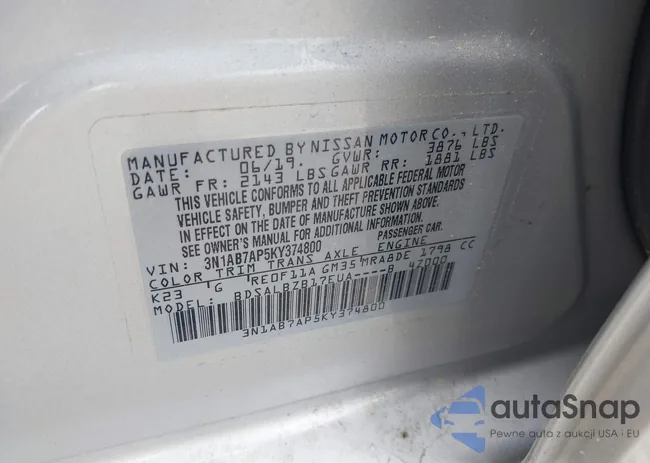 MANUFACTURED BY NISSAN MOTOR CO., LTD.
DATE: 06/19. GVWR: 3876 LBS
GAWR FR: 2143 LBS GAWR RR: 1881 LBS
THIS VEHICLE CONFORMS TO ALL APPLICABLE FEDERAL MOTOR
VEHICLE SAFETY, BUMPER AND THEFT PREVENTION STANDARDS
IN EFFECT ON THE DATE OF MANUFACTURE SHOWN ABOVE.
SEE OWNER'S MANUAL FOR ADDITIONAL INFORMATION.
VIN: 3N1AB7AP5KY374800 PASSENGER CAR.
COLOR TRIM TRANS AXLE ENGINE
K23 G RE0F11A GM35 MRA8DE 1798 CC
MODEL: BDSALBZB17EUA----B 47000
3N1AB7AP5KY374800
autoSnap
Pewne auta z aukcji USA i EU